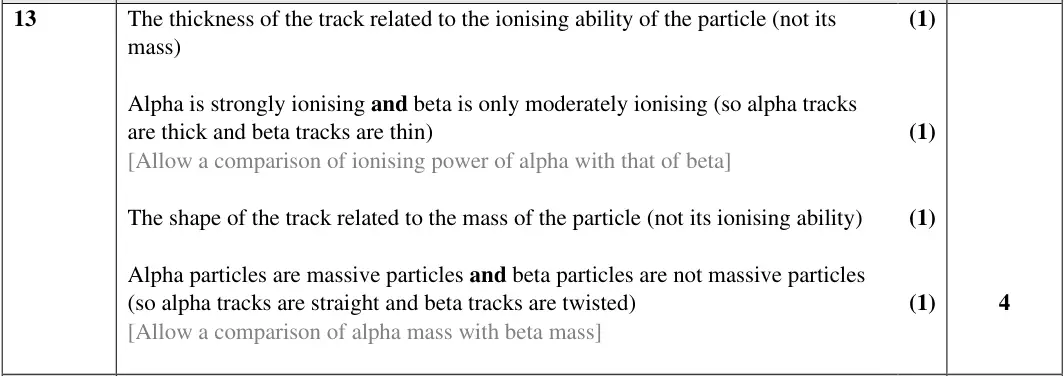 13 The thickness of the track related to the ionising ability of the particle (not its (1)
mass)
Alpha is strongly ionising and beta is only moderately ionising (so alpha tracks
are thick and beta tracks are thin) (1)
[Allow a comparison of ionising power of alpha with that of beta]
The shape of the track related to the mass of the particle (not its ionising ability) (1)
Alpha particles are massive particles and beta particles are not massive particles
(so alpha tracks are straight and beta tracks are twisted) (1) 4
[Allow a comparison of alpha mass with beta mass]